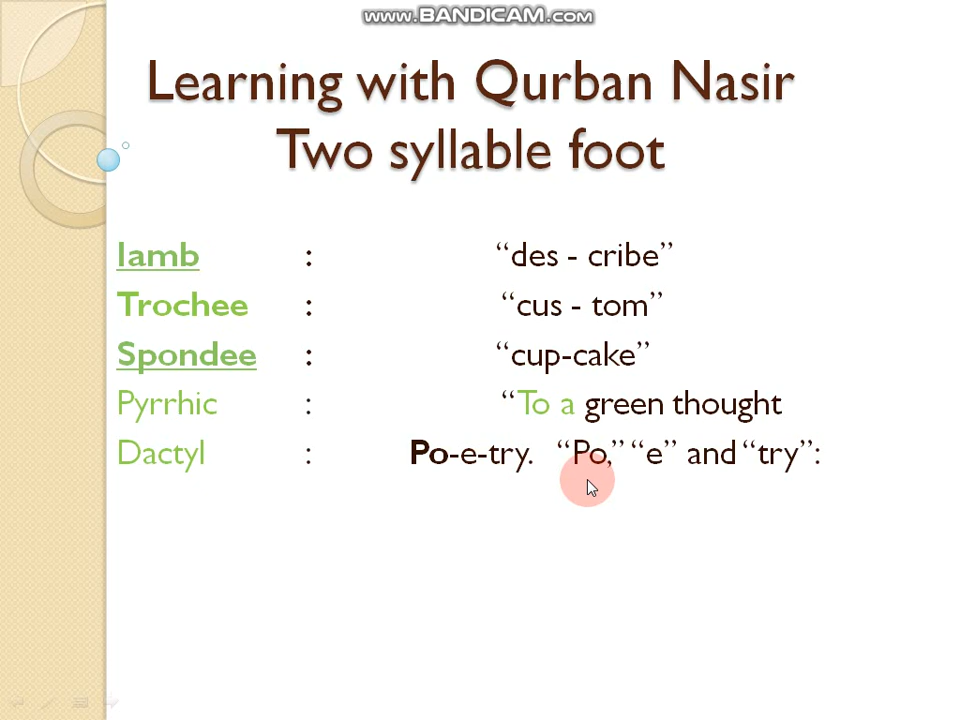 www.BANDICAM.com
Learning with Qurban Nasir
Two syllable foot
Iamb : “des - cribe”
Trochee : “cus - tom”
Spondee : “cup-cake”
Pyrrhic : “To a green thought
Dactyl : Po-e-try. “Po,” “e” and “try”: